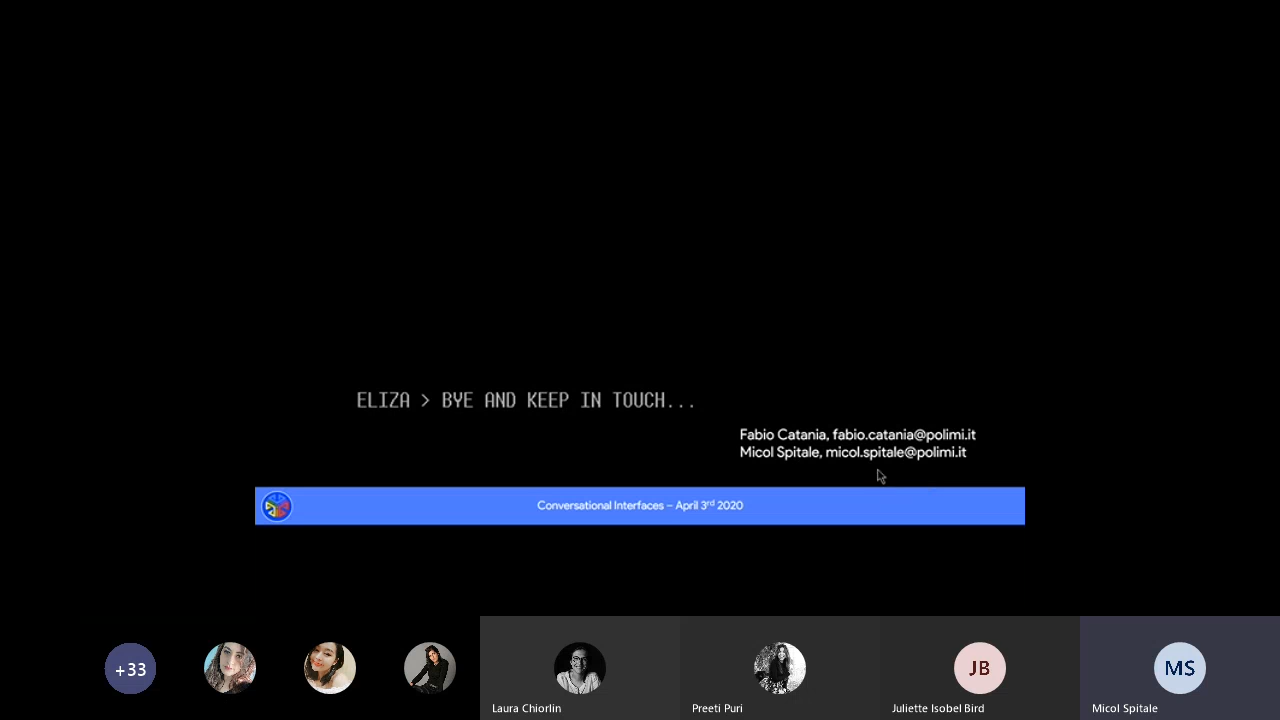 ELIZA > BYE AND KEEP IN TOUCH...
Fabio Catania, fabio.catania@polimi.it
Micol Spitale, micol.spitale@polimi.it
Conversational Interfaces – April 3rd 2020
+33
JB
MS
Laura Chiorlin
Preeti Puri
Juliette Isobel Bird
Micol Spitale